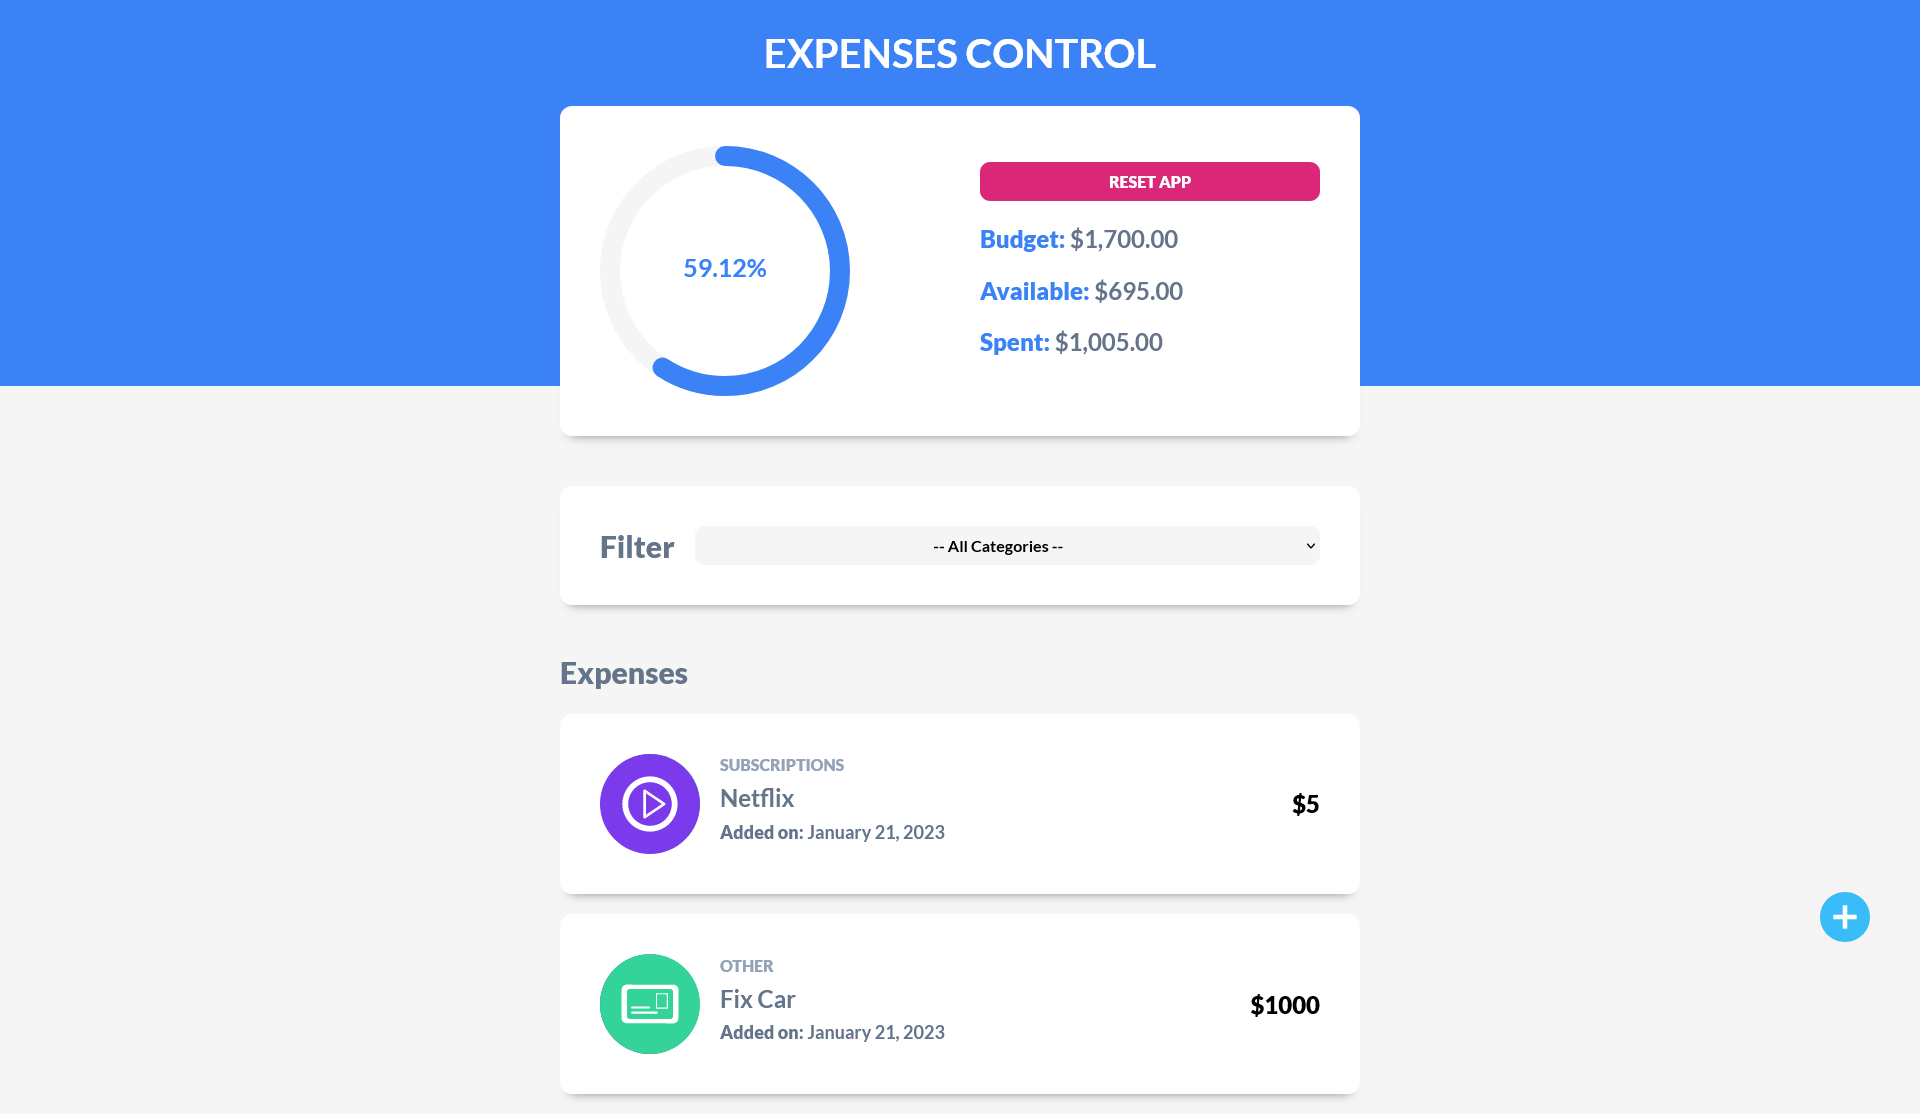 EXPENSES CONTROL
59.12%
RESET APP
Budget: $1,700.00
Available: $695.00
Spent: $1,005.00
Filter
-- All Categories --
Expenses
SUBSCRIPTIONS
Netflix
Added on: January 21, 2023
$5
OTHER
Fix Car
Added on: January 21, 2023
$1000